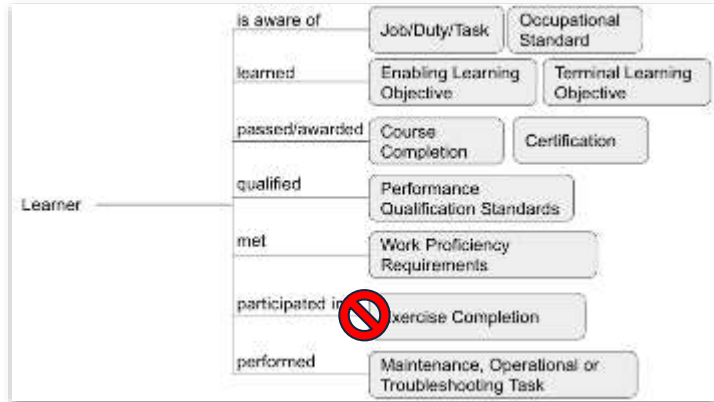 is aware of
Job/Duty/Task
Occupational
Standard
learned
Enabling Learning
Objective
Terminal Learning
Objective
passed/awarded
Course
Completion
Certification
qualified
Performance
Qualification Standards
Learner
met
Work Proficiency
Requirements
participated in
Exercise Completion
performed
Maintenance, Operational or
Troubleshooting Task